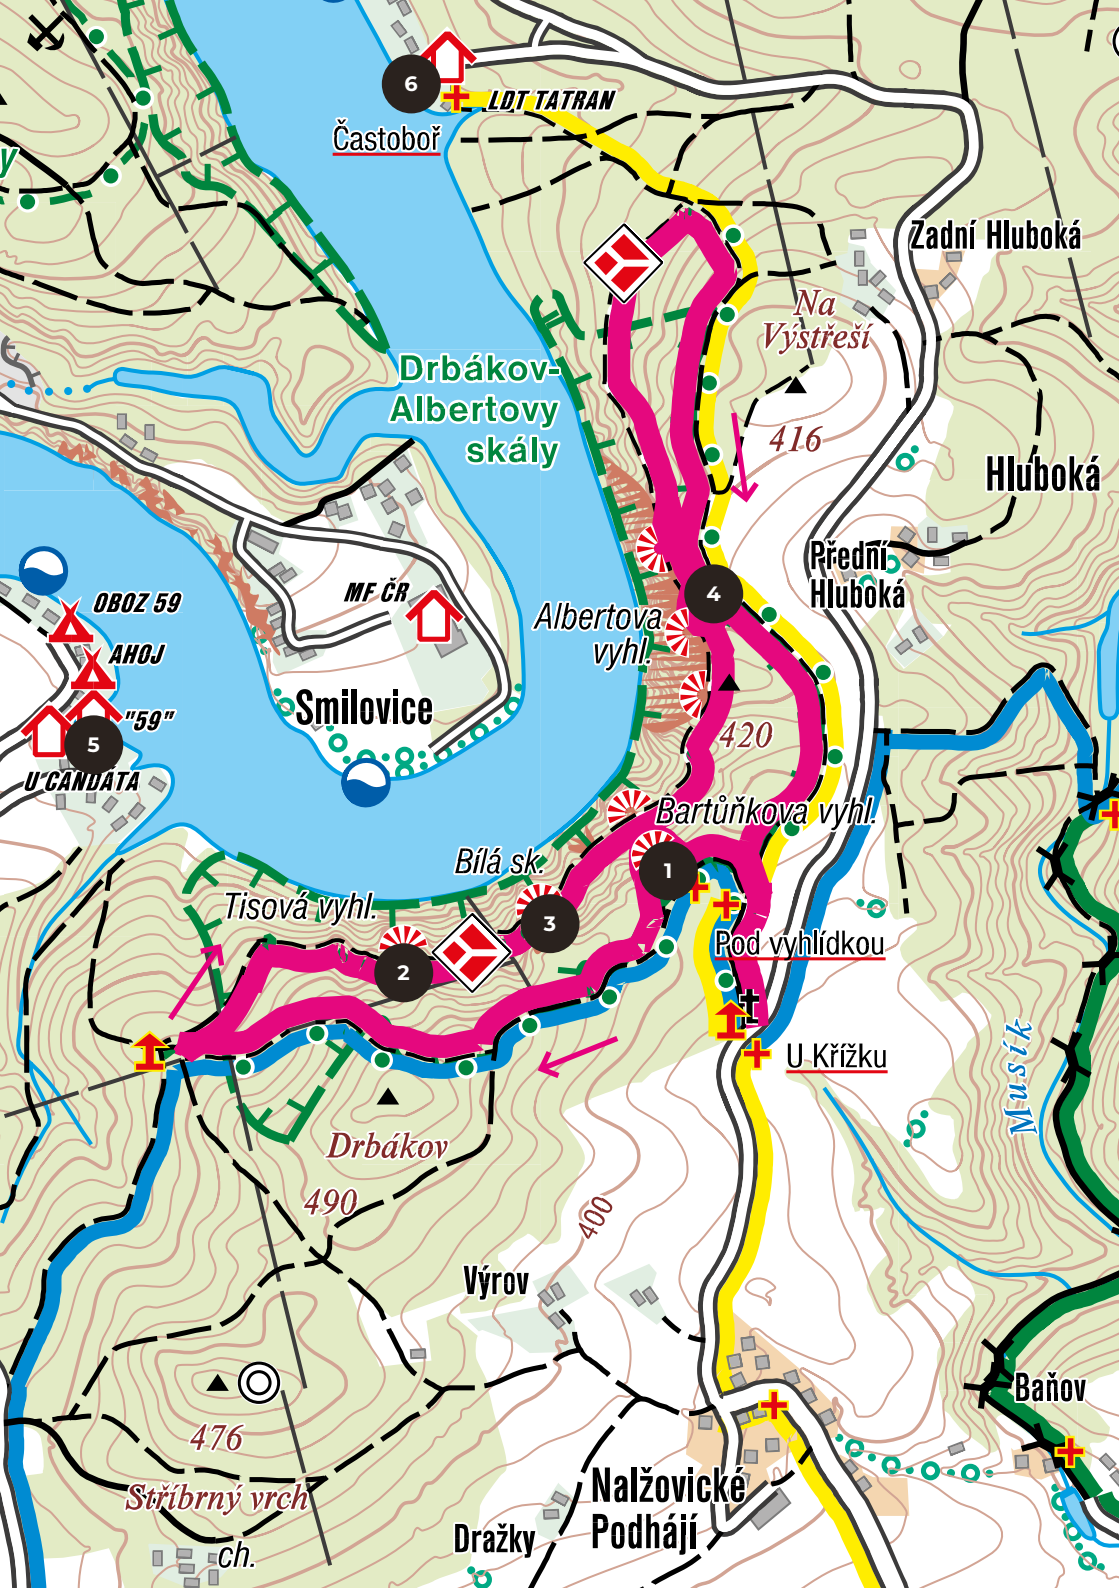 6
LDT TATRAN
Častoboř
y
Zadní Hluboká
Na
Výstřeší
Drbákov-
Albertovy
skály
416
Hluboká
Přední
Hluboká
OBOZ 59
MF ČR
4
Albertova
vyhl.
AHOJ
Smilovice
"59"
5
420
U CANDÁTA
Bartůňkova vyhl.
Bílá sk.
1
Tisová vyhl.
3
Pod vyhlídkou
2
U Křížku
Musík
Drbákov
490
400
Výrov
Baňov
476
Stříbrný vrch
Nalžovické
Podhájí
Dražky
ch.